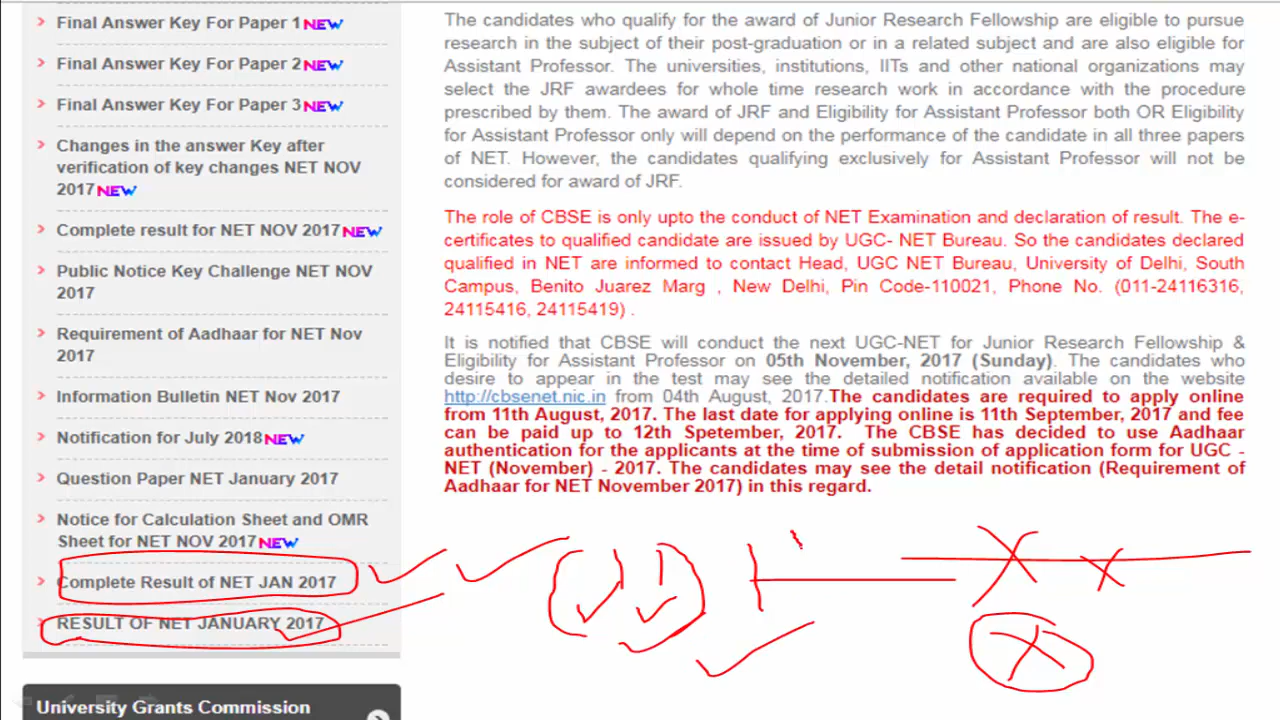 Final Answer Key For Paper 1 NEW
Final Answer Key For Paper 2 NEW
Final Answer Key For Paper 3 NEW
Changes in the answer Key after
verification of key changes NET NOV
2017 NEW
Complete result for NET NOV 2017 NEW
Public Notice Key Challenge NET NOV
2017
Requirement of Aadhaar for NET Nov
2017
Information Bulletin NET Nov 2017
Notification for July 2018 NEW
Question Paper NET January 2017
Notice for Calculation Sheet and OMR
Sheet for NET NOV 2017 NEW
Complete Result of NET JAN 2017
RESULT OF NET JANUARY 2017
University Grants Commission
The candidates who qualify for the award of Junior Research Fellowship are eligible to pursue
research in the subject of their post-graduation or in a related subject and are also eligible for
Assistant Professor. The universities, institutions, IITs and other national organizations may
select the JRF awardees for whole time research work in accordance with the procedure
prescribed by them. The award of JRF and Eligibility for Assistant Professor both OR Eligibility
for Assistant Professor only will depend on the performance of the candidate in all three papers
of NET. However, the candidates qualifying exclusively for Assistant Professor will not be
considered for award of JRF.
The role of CBSE is only upto the conduct of NET Examination and declaration of result. The e-
certificates to qualified candidate are issued by UGC- NET Bureau. So the candidates declared
qualified in NET are informed to contact Head, UGC NET Bureau, University of Delhi, South
Campus, Benito Juarez Marg , New Delhi, Pin Code-110021, Phone No. (011-24116316,
24115416, 24115419) .
It is notified that CBSE will conduct the next UGC-NET for Junior Research Fellowship &
Eligibility for Assistant Professor on 05th November, 2017 (Sunday). The candidates who
desire to appear in the test may see the detailed notification available on the website
http://cbsenet.nic.in from 04th August, 2017.The candidates are required to apply online
from 11th August, 2017. The last date for applying online is 11th September, 2017 and fee
can be paid up to 12th Spetember, 2017. The CBSE has decided to use Aadhaar
authentication for the applicants at the time of submission of application form for UGC -
NET (November) - 2017. The candidates may see the detail notification (Requirement of
Aadhaar for NET November 2017) in this regard.